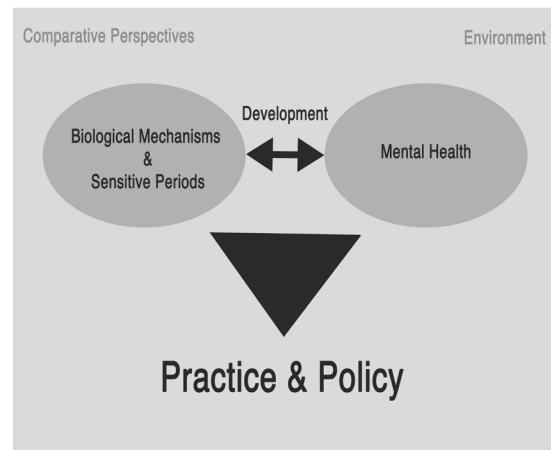 Comparative Perspectives
Environment
Development
Biological Mechanisms
&
Sensitive Periods
Mental Health
Practice & Policy